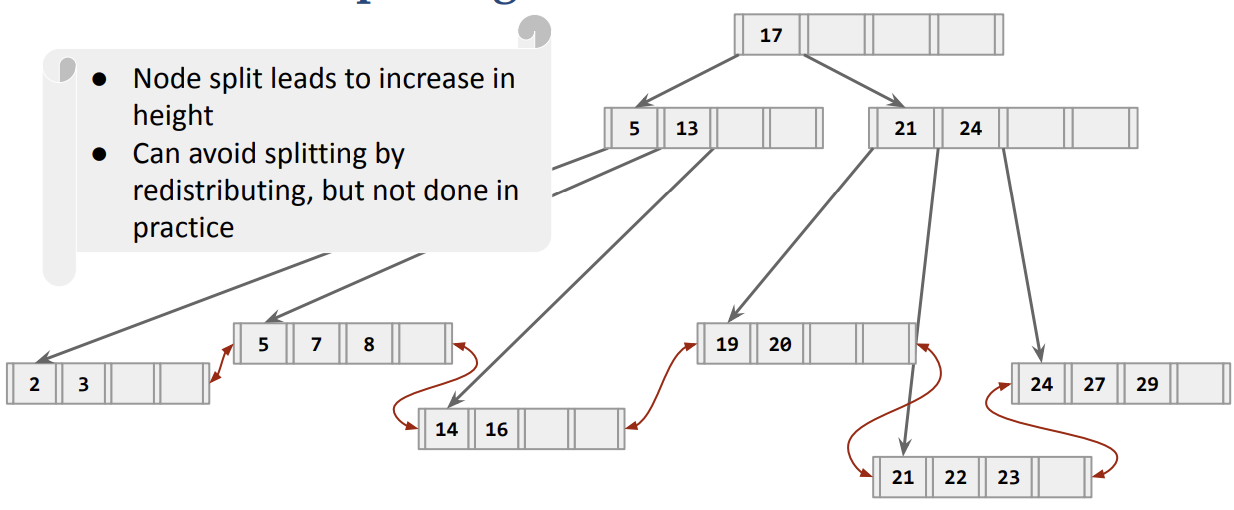 17
● Node split leads to increase in
height
● Can avoid splitting by
redistributing, but not done in
practice
5 13
21 24
2 3
5 7 8
14 16
19 20
21 22 23
24 27 29